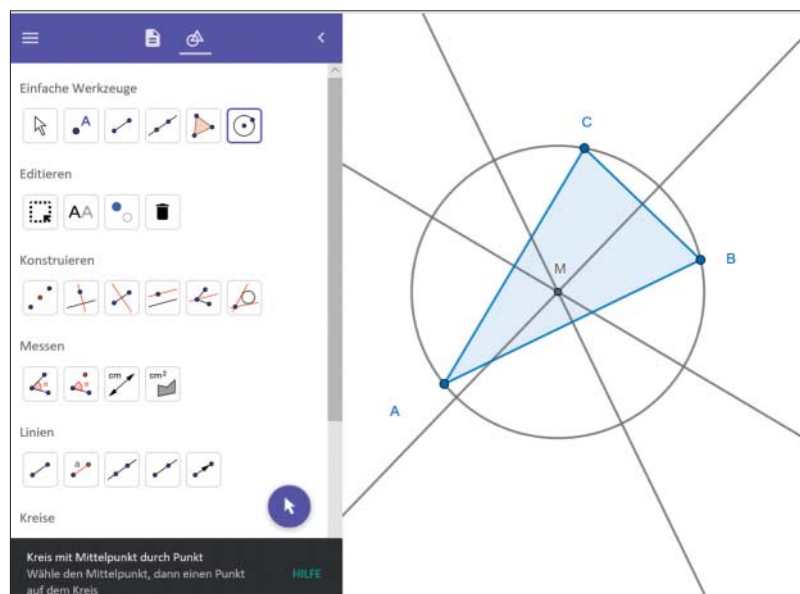 Einfache Werkzeuge
A
Editieren
AA
Konstruieren
Messen
α
α
cm
cm²
Linien
a
Kreise
Kreis mit Mittelpunkt durch Punkt
Wähle den Mittelpunkt, dann einen Punkt
auf dem Kreis
HILFE
C
M
B
A